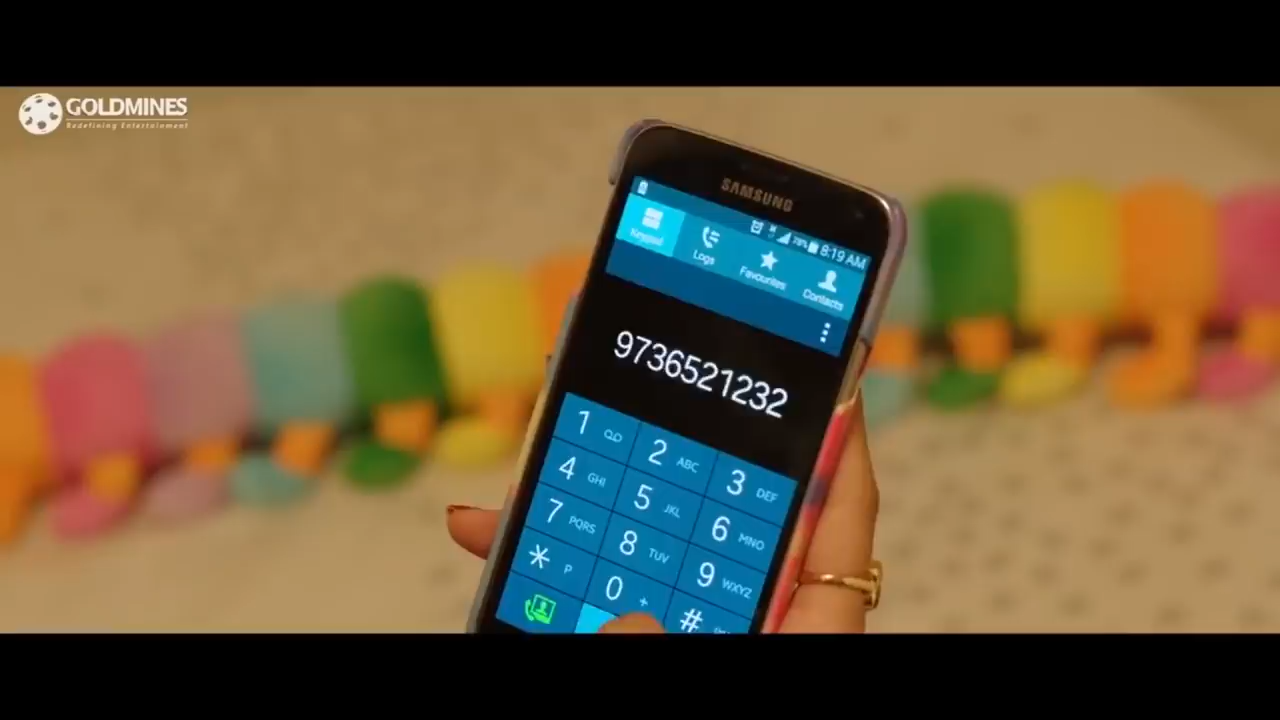 GOLDMINES
Redefining Entertainment
SAMSUNG
78% 8:19 AM
Keypad Logs Favourites Contacts
9736521232
1 2 ABC 3 DEF
4 GHI 5 JKL 6 MNO
7 PQRS 8 TUV 9 WXYZ
* P 0 + #